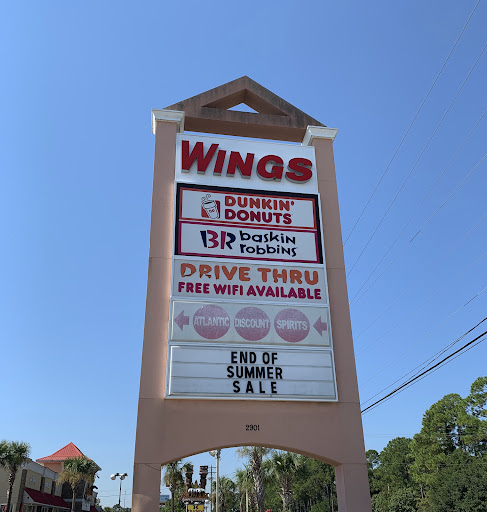 WINGS
DUNKIN'
DONUTS
BR baskin
robbins
DRIVE THRU
FREE WIFI AVAILABLE
ATLANTIC DISCOUNT SPIRITS
END OF
SUMMER
SALE
2901